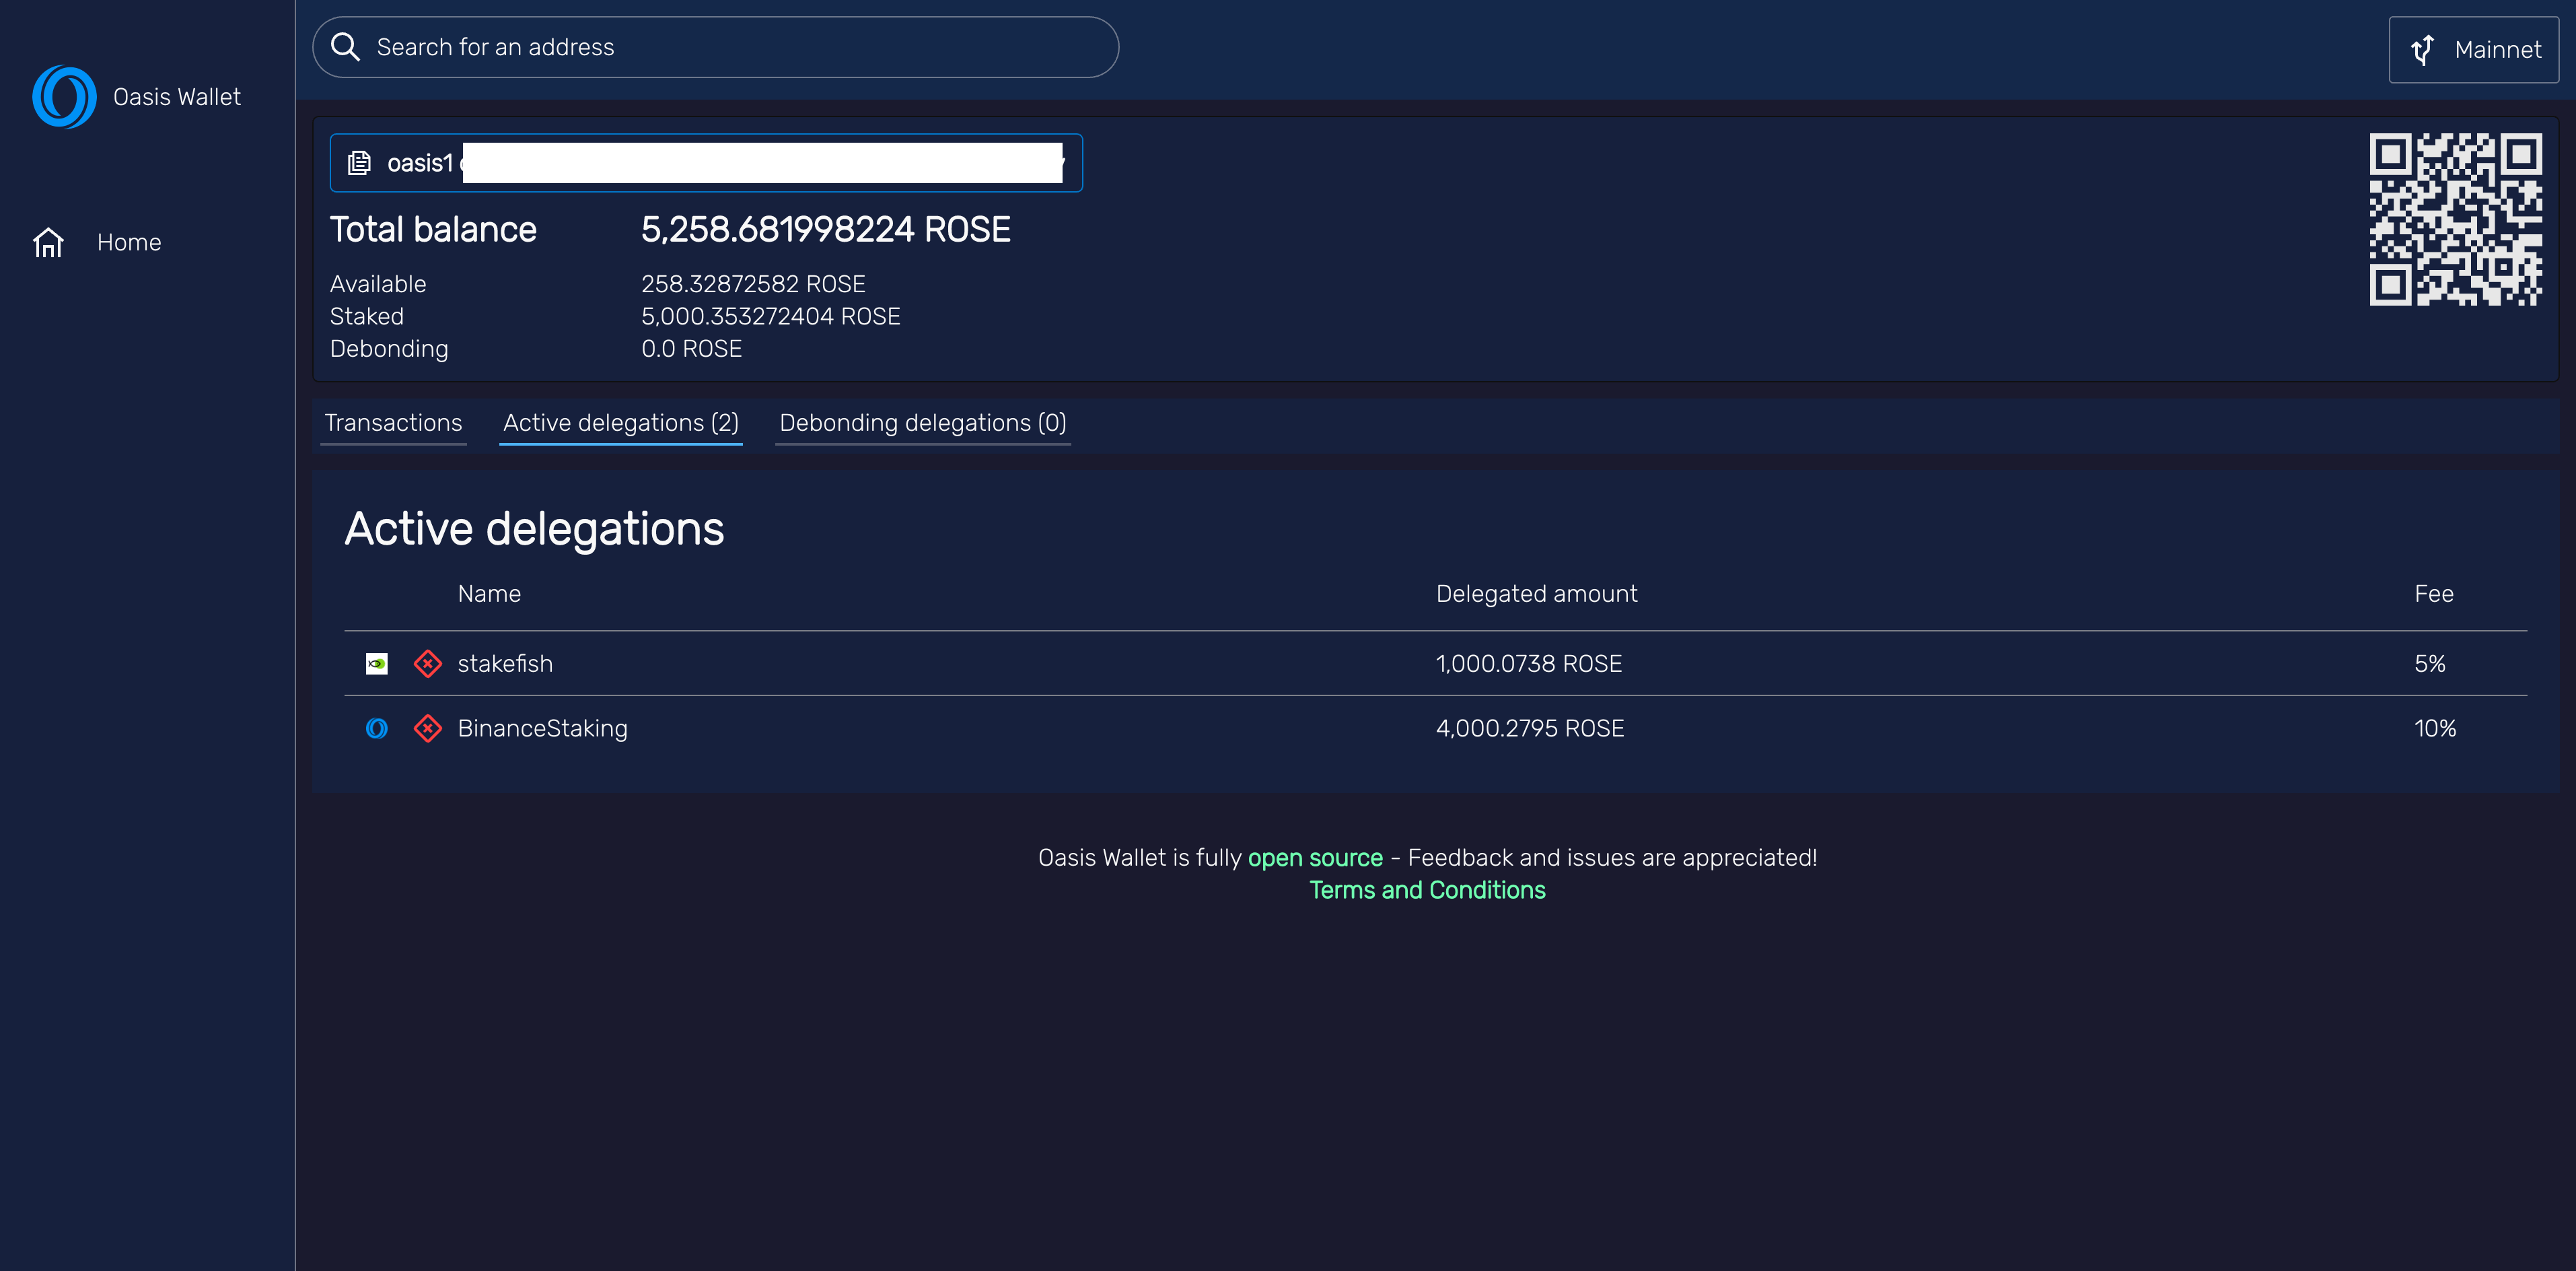 Oasis Wallet
Home
Search for an address
Mainnet
oasis1
Total balance 5,258.681998224 ROSE
Available 258.32872582 ROSE
Staked 5,000.353272404 ROSE
Debonding 0.0 ROSE
Transactions Active delegations (2) Debonding delegations (0)
Active delegations
Name Delegated amount Fee
stakefish 1,000.0738 ROSE 5%
BinanceStaking 4,000.2795 ROSE 10%
Oasis Wallet is fully open source - Feedback and issues are appreciated!
Terms and Conditions